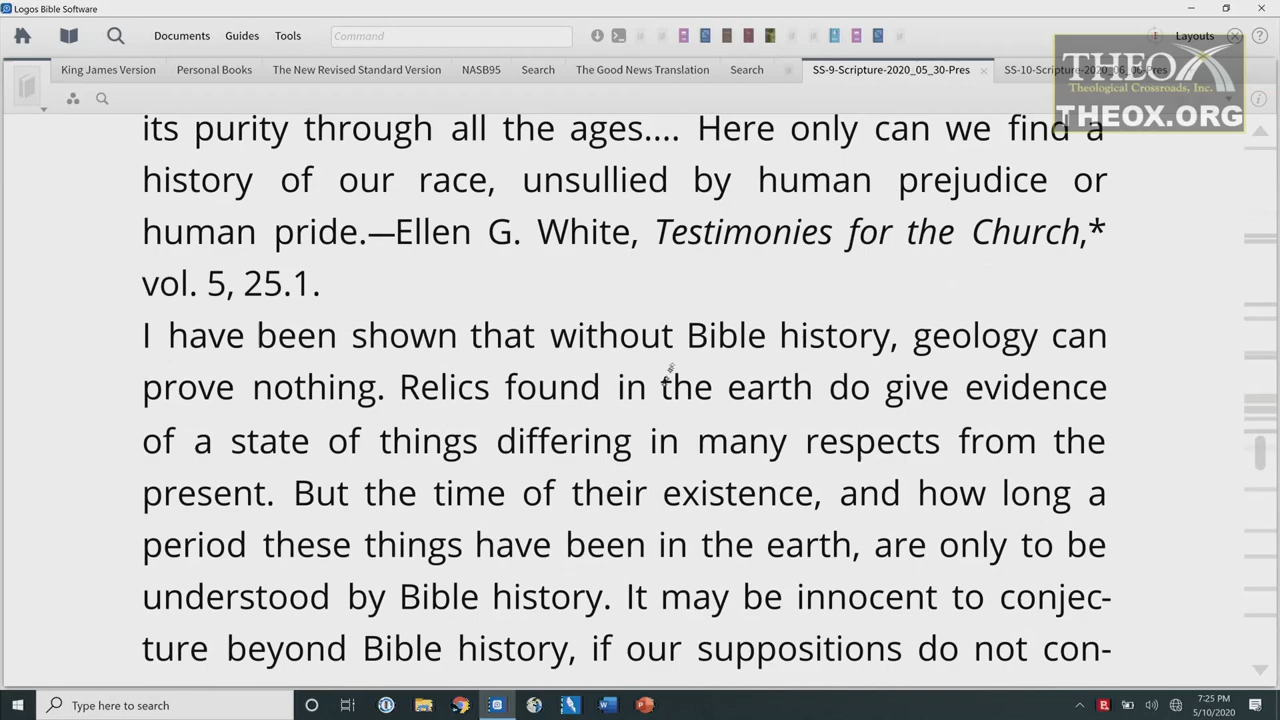 Logos Bible Software
Documents Guides Tools Command Layouts
King James Version Personal Books The New Revised Standard Version NASB95 Search The Good News Translation Search SS-9-Scripture-2020_05_30-Pres SS-10-Scripture-2020_06_06-Pres
THEOX
Theological Crossroads, Inc.
THEOX.ORG
its purity through all the ages.... Here only can we find a
history of our race, unsullied by human prejudice or
human pride.—Ellen G. White, Testimonies for the Church,*
vol. 5, 25.1.
I have been shown that without Bible history, geology can
prove nothing. Relics found in the earth do give evidence
of a state of things differing in many respects from the
present. But the time of their existence, and how long a
period these things have been in the earth, are only to be
understood by Bible history. It may be innocent to conjec-
ture beyond Bible history, if our suppositions do not con-
Type here to search
7:25 PM
5/10/2020